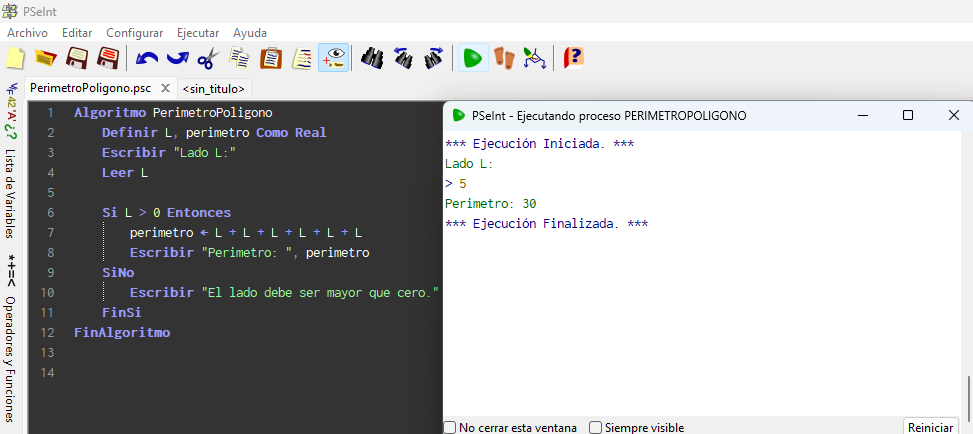 PSeInt
Archivo Editar Configurar Ejecutar Ayuda
PerimetroPoligono.psc X <sin_titulo>
Lista de Variables
Operadores y Funciones
1 Algoritmo PerimetroPoligono
2 Definir L, perimetro Como Real
3 Escribir "Lado L:"
4 Leer L
5
6 Si L > 0 Entonces
7 perimetro ← L + L + L + L + L + L
8 Escribir "Perimetro: ", perimetro
9 SiNo
10 Escribir "El lado debe ser mayor que cero."
11 FinSi
12 FinAlgoritmo
13
14
PSeInt - Ejecutando proceso PERIMETROPOLIGONO
*** Ejecución Iniciada. ***
Lado L:
> 5
Perimetro: 30
*** Ejecución Finalizada. ***
No cerrar esta ventana Siempre visible Reiniciar